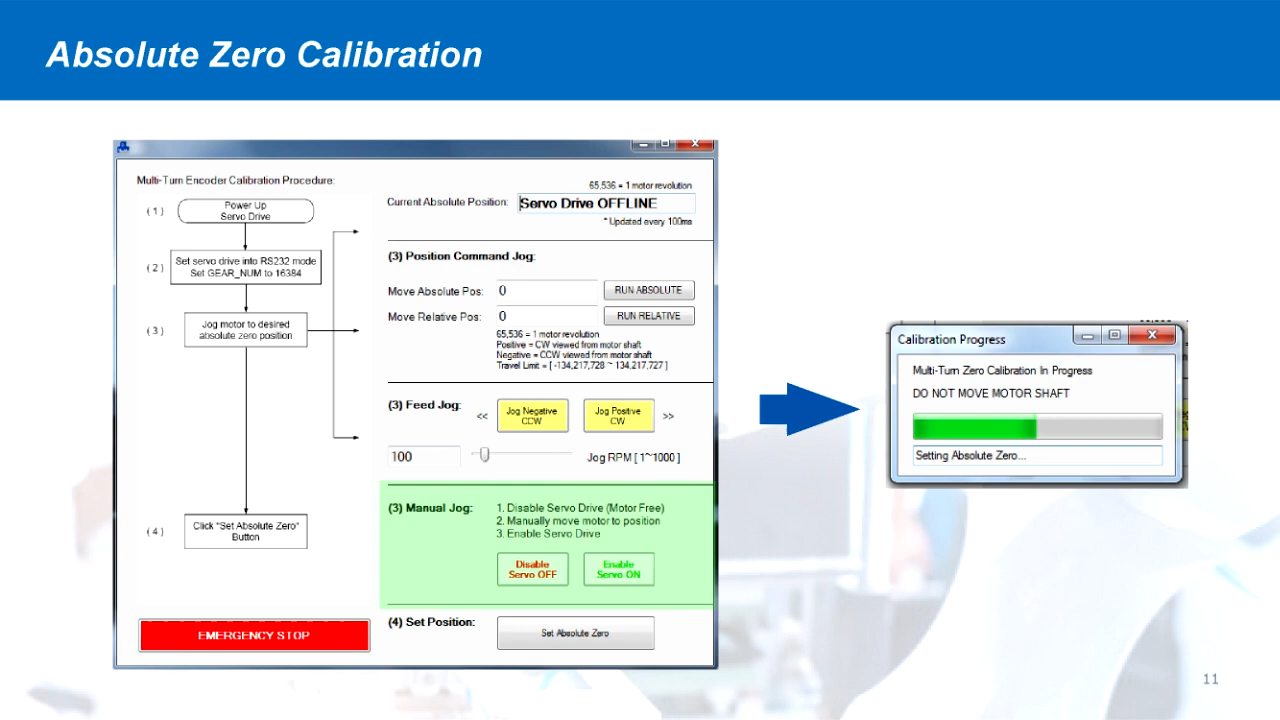 Absolute Zero Calibration
Multi-Turn Encoder Calibration Procedure:
(1)
Power Up
Servo Drive
(2)
Set servo drive into RS232 mode
Set GEAR_NUM to 16384
(3)
Jog motor to desired
absolute zero position
(4)
Click "Set Absolute Zero"
Button
EMERGENCY STOP
65,536 = 1 motor revolution
Current Absolute Position: Servo Drive OFFLINE
* Updated every 100ms
(3) Position Command Jog:
Move Absolute Pos: 0 RUN ABSOLUTE
Move Relative Pos: 0 RUN RELATIVE
65,536 = 1 motor revolution
Positive = CW viewed from motor shaft
Negative = CCW viewed from motor shaft
Travel Limit = [ -134,217,728 ~ 134,217,727 ]
(3) Feed Jog:
<<
Jog Negative
CCW
Jog Positive
CW
>>
100
Jog RPM [ 1~1000 ]
(3) Manual Jog:
1. Disable Servo Drive (Motor Free)
2. Manually move motor to position
3. Enable Servo Drive
Disable
Servo OFF
Enable
Servo ON
(4) Set Position:
Set Absolute Zero
Calibration Progress
Multi-Turn Zero Calibration In Progress
DO NOT MOVE MOTOR SHAFT
Setting Absolute Zero...
11